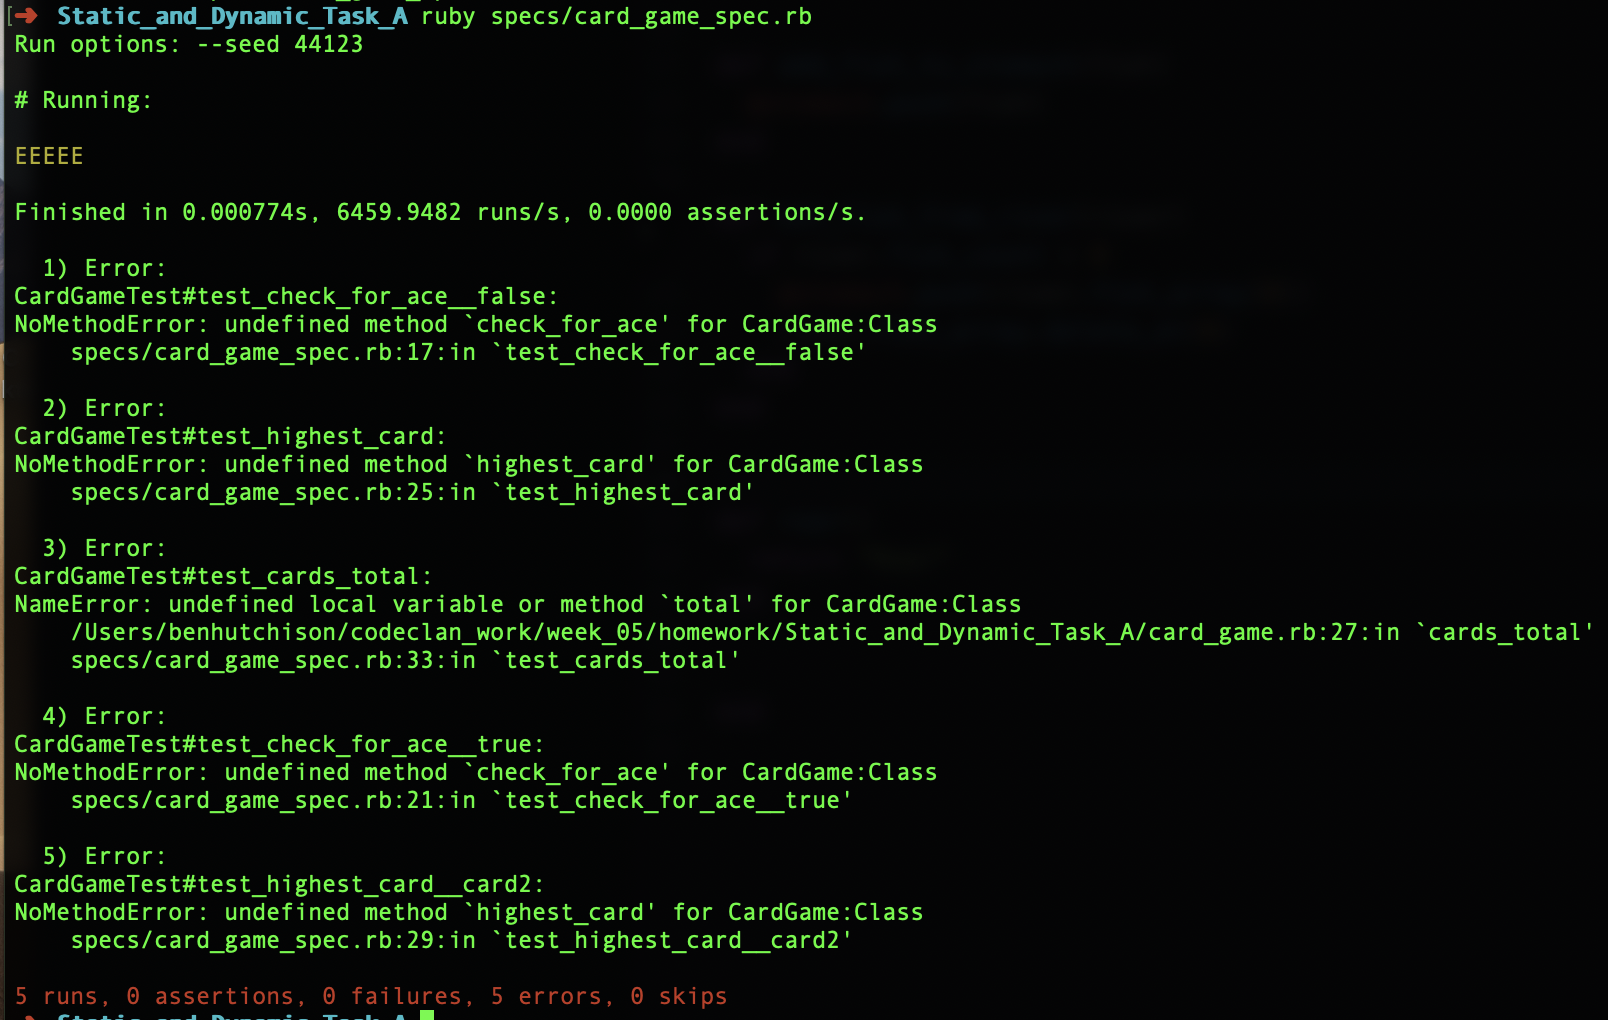 [➜ Static_and_Dynamic_Task_A ruby specs/card_game_spec.rb
Run options: --seed 44123
# Running:
EEEEE
Finished in 0.000774s, 6459.9482 runs/s, 0.0000 assertions/s.
1) Error:
CardGameTest#test_check_for_ace__false:
NoMethodError: undefined method `check_for_ace' for CardGame:Class
specs/card_game_spec.rb:17:in `test_check_for_ace__false'
2) Error:
CardGameTest#test_highest_card:
NoMethodError: undefined method `highest_card' for CardGame:Class
specs/card_game_spec.rb:25:in `test_highest_card'
3) Error:
CardGameTest#test_cards_total:
NameError: undefined local variable or method `total' for CardGame:Class
/Users/benhutchison/codeclan_work/week_05/homework/Static_and_Dynamic_Task_A/card_game.rb:27:in `cards_total'
specs/card_game_spec.rb:33:in `test_cards_total'
4) Error:
CardGameTest#test_check_for_ace__true:
NoMethodError: undefined method `check_for_ace' for CardGame:Class
specs/card_game_spec.rb:21:in `test_check_for_ace__true'
5) Error:
CardGameTest#test_highest_card__card2:
NoMethodError: undefined method `highest_card' for CardGame:Class
specs/card_game_spec.rb:29:in `test_highest_card__card2'
5 runs, 0 assertions, 0 failures, 5 errors, 0 skips
➜ Static_and_Dynamic_Task_A